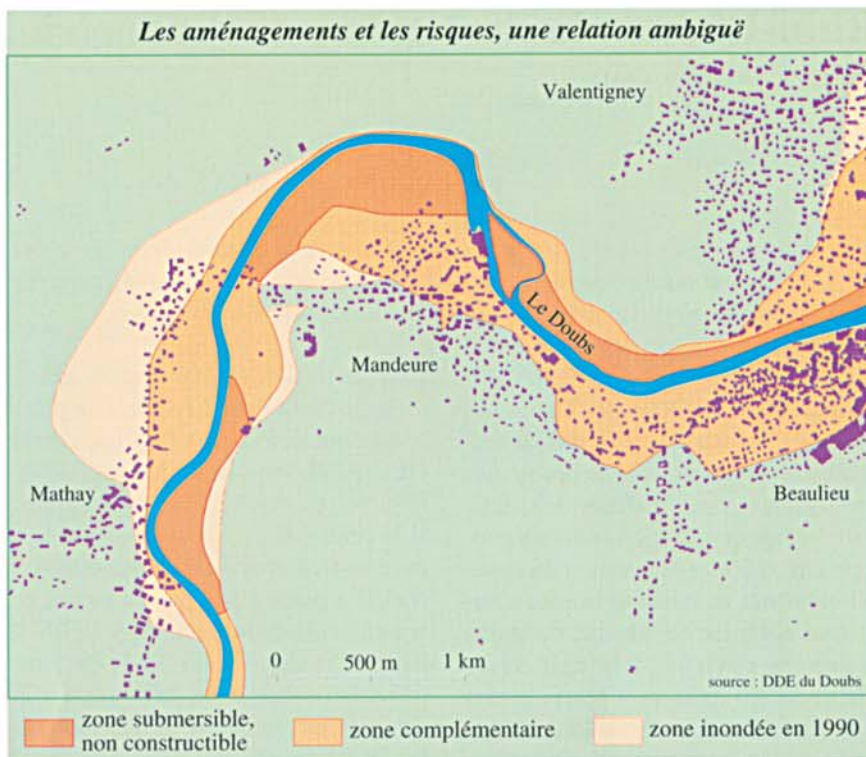 Les aménagements et les risques, une relation ambiguë
Valentigney
Le Doubs
Mandeure
Mathay
Beaulieu
0 500 m 1 km
source : DDE du Doubs
zone submersible,
non constructible
zone complémentaire
zone inondée en 1990